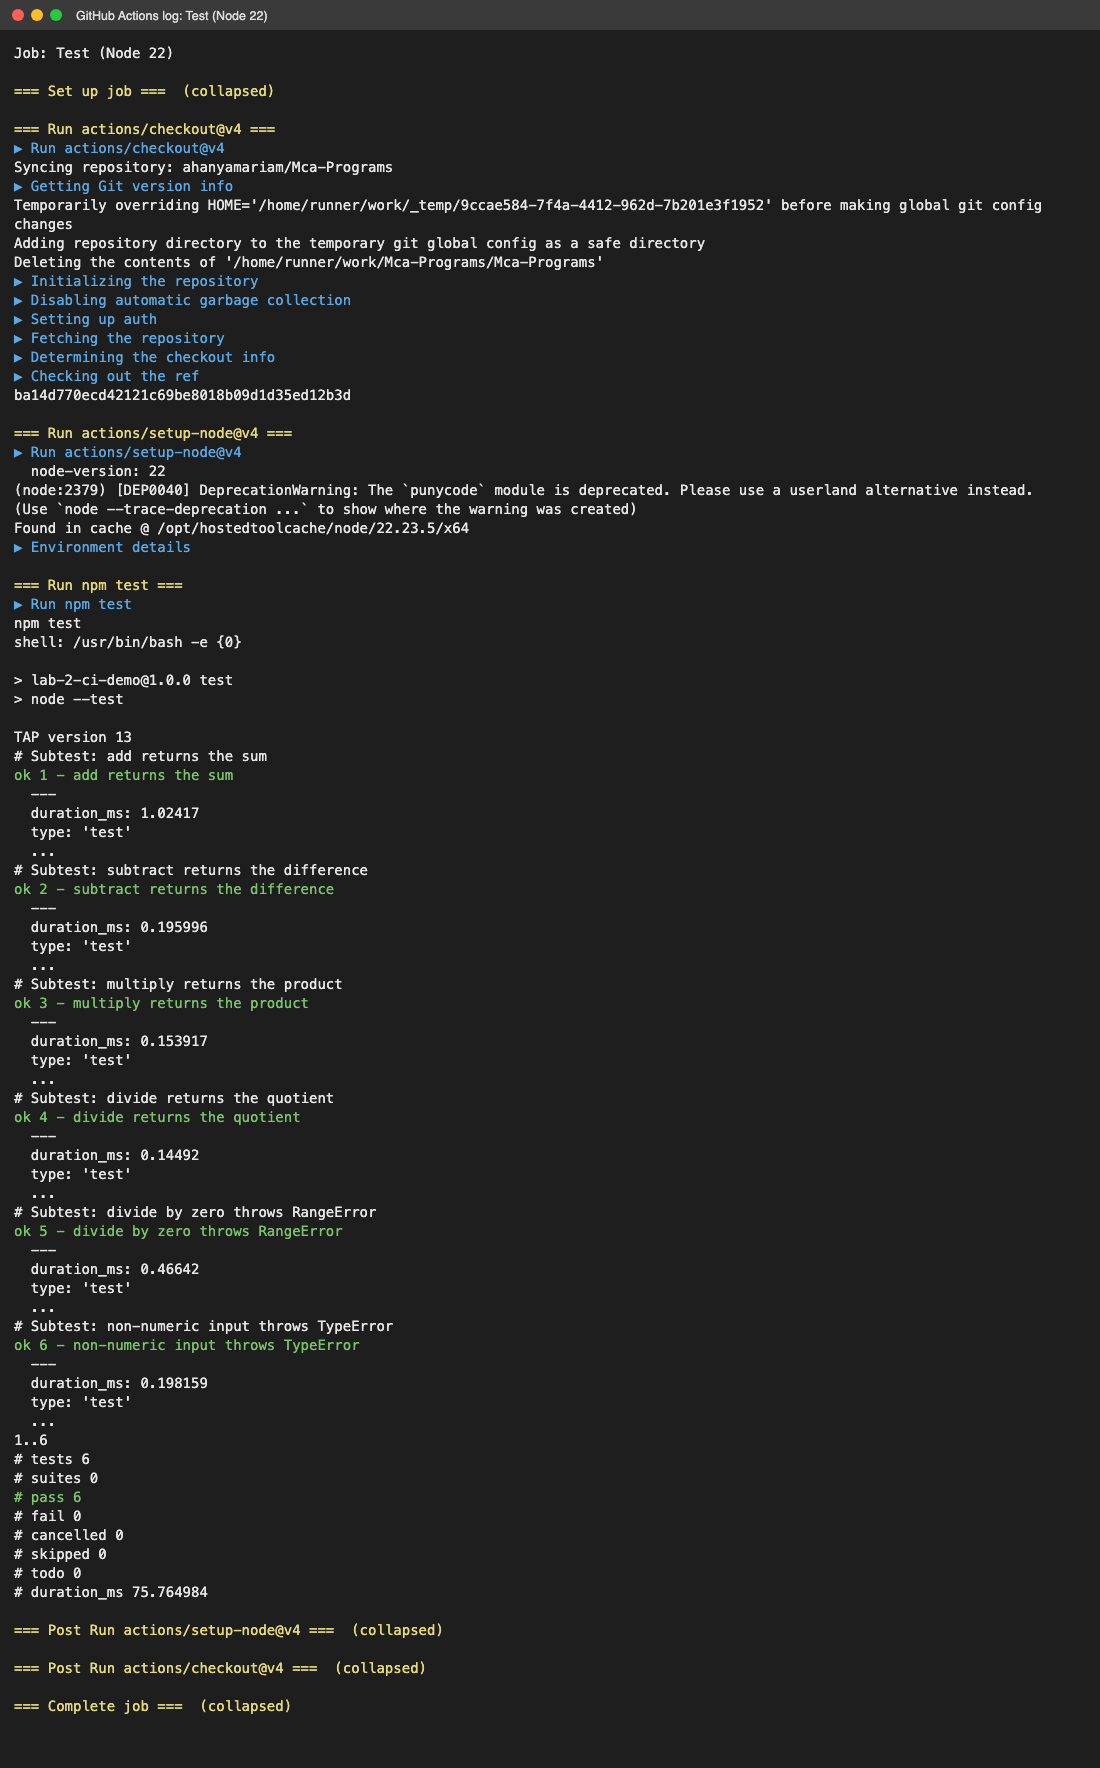 GitHub Actions log: Test (Node 22)
Job: Test (Node 22)
=== Set up job ===  (collapsed)
=== Run actions/checkout@v4 ===
▶ Run actions/checkout@v4
Syncing repository: ahanyamariam/Mca-Programs
▶ Getting Git version info
Temporarily overriding HOME='/home/runner/work/_temp/9ccae584-7f4a-4412-962d-7b201e3f1952' before making global git config
changes
Adding repository directory to the temporary git global config as a safe directory
Deleting the contents of '/home/runner/work/Mca-Programs/Mca-Programs'
▶ Initializing the repository
▶ Disabling automatic garbage collection
▶ Setting up auth
▶ Fetching the repository
▶ Determining the checkout info
▶ Checking out the ref
ba14d770ecd42121c69be8018b09d1d35ed12b3d
=== Run actions/setup-node@v4 ===
▶ Run actions/setup-node@v4
  node-version: 22
(node:2379) [DEP0040] DeprecationWarning: The `punycode` module is deprecated. Please use a userland alternative instead.
(Use `node --trace-deprecation ...` to show where the warning was created)
Found in cache @ /opt/hostedtoolcache/node/22.23.5/x64
▶ Environment details
=== Run npm test ===
▶ Run npm test
npm test
shell: /usr/bin/bash -e {0}
> lab-2-ci-demo@1.0.0 test
> node --test
TAP version 13
# Subtest: add returns the sum
ok 1 - add returns the sum
  ---
  duration_ms: 1.02417
  type: 'test'
  ...
# Subtest: subtract returns the difference
ok 2 - subtract returns the difference
  ---
  duration_ms: 0.195996
  type: 'test'
  ...
# Subtest: multiply returns the product
ok 3 - multiply returns the product
  ---
  duration_ms: 0.153917
  type: 'test'
  ...
# Subtest: divide returns the quotient
ok 4 - divide returns the quotient
  ---
  duration_ms: 0.14492
  type: 'test'
  ...
# Subtest: divide by zero throws RangeError
ok 5 - divide by zero throws RangeError
  ---
  duration_ms: 0.46642
  type: 'test'
  ...
# Subtest: non-numeric input throws TypeError
ok 6 - non-numeric input throws TypeError
  ---
  duration_ms: 0.198159
  type: 'test'
  ...
1..6
# tests 6
# suites 0
# pass 6
# fail 0
# cancelled 0
# skipped 0
# todo 0
# duration_ms 75.764984
=== Post Run actions/setup-node@v4 ===  (collapsed)
=== Post Run actions/checkout@v4 ===  (collapsed)
=== Complete job ===  (collapsed)